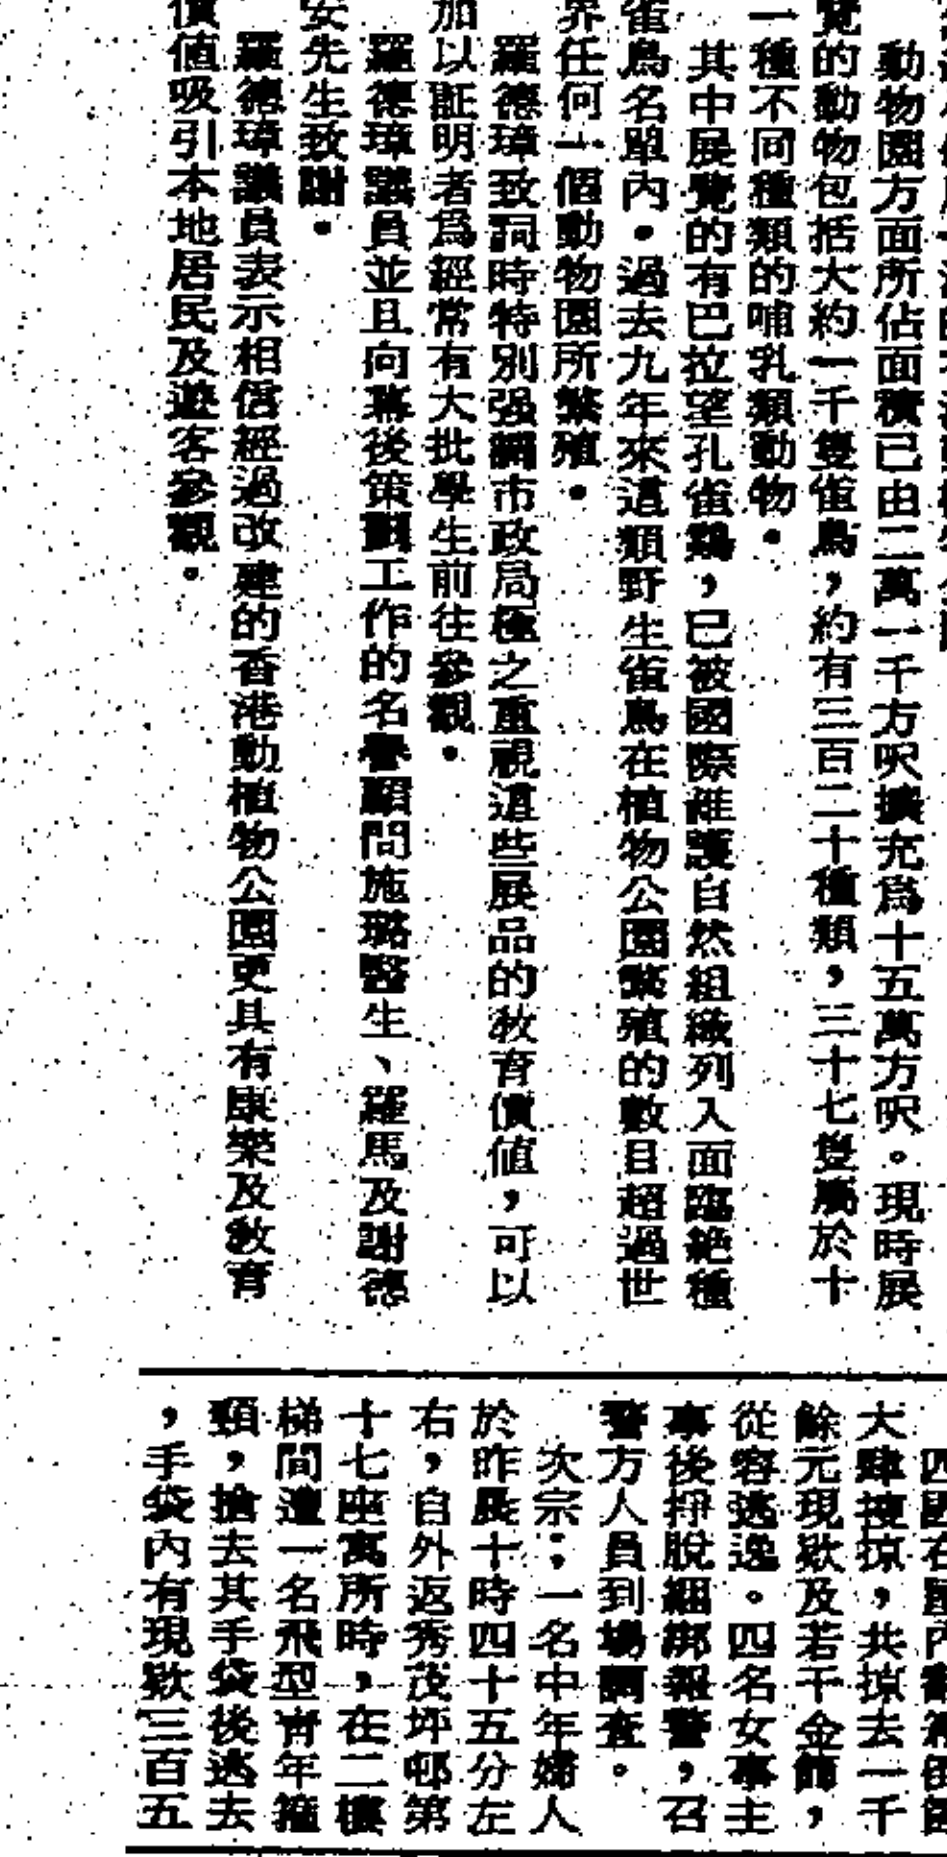 動物園方面所佔面積已由二萬一千方呎擴充爲十五萬方呎。現時展
覽的動物包括大約一千隻雀鳥，約有三百二十種類，三十七隻屬於十
一種不同種類的哺乳類動物。
其中展覽的有巴拉望孔雀鷄，已被國際維護自然組織列入面臨絶種
雀鳥名單內。過去九年來這類野生雀鳥在植物公園繁殖的數目超過世
界任何一個動物園所繁殖。
羅德璋致詞時特別强調市政局極之重視這些展品的敎育價值，可以
加以証明者爲經常有大批學生前往參觀。
羅德璋議員並且向幕後策劃工作的名譽顧問施璐醫生、羅馬及謝德
安先生致謝。
羅德璋議員表示相信經過改建的香港動植物公園更具有康樂及敎育
價值吸引本地居民及遊客參觀。
大肆搜掠，共掠去一千
餘元現欵及若干金飾，
從容逃逸。四名女事主
事後掙脫綑綁報警，召
警方人員到場調査。
次宗：一名中年婦人
於昨晨十時四十五分左
右，自外返秀茂坪邨第
十七座寓所時，在二樓
梯間遭一名飛型靑年箍
頸，搶去其手袋後逃去
，手袋內有現欵三百五